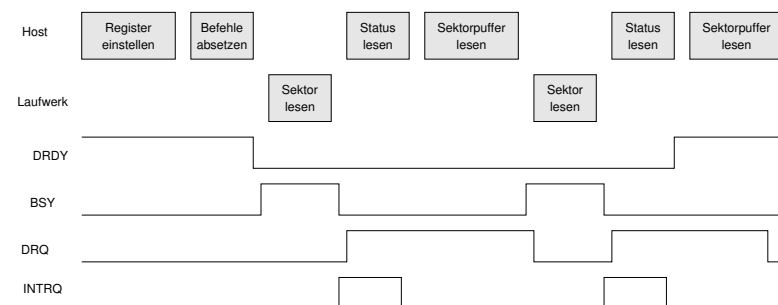 Host
Register
einstellen
Befehle
absetzen
Status
lesen
Sektorpuffer
lesen
Status
lesen
Sektorpuffer
lesen
Laufwerk
Sektor
lesen
Sektor
lesen
DRDY
BSY
DRQ
INTRQ